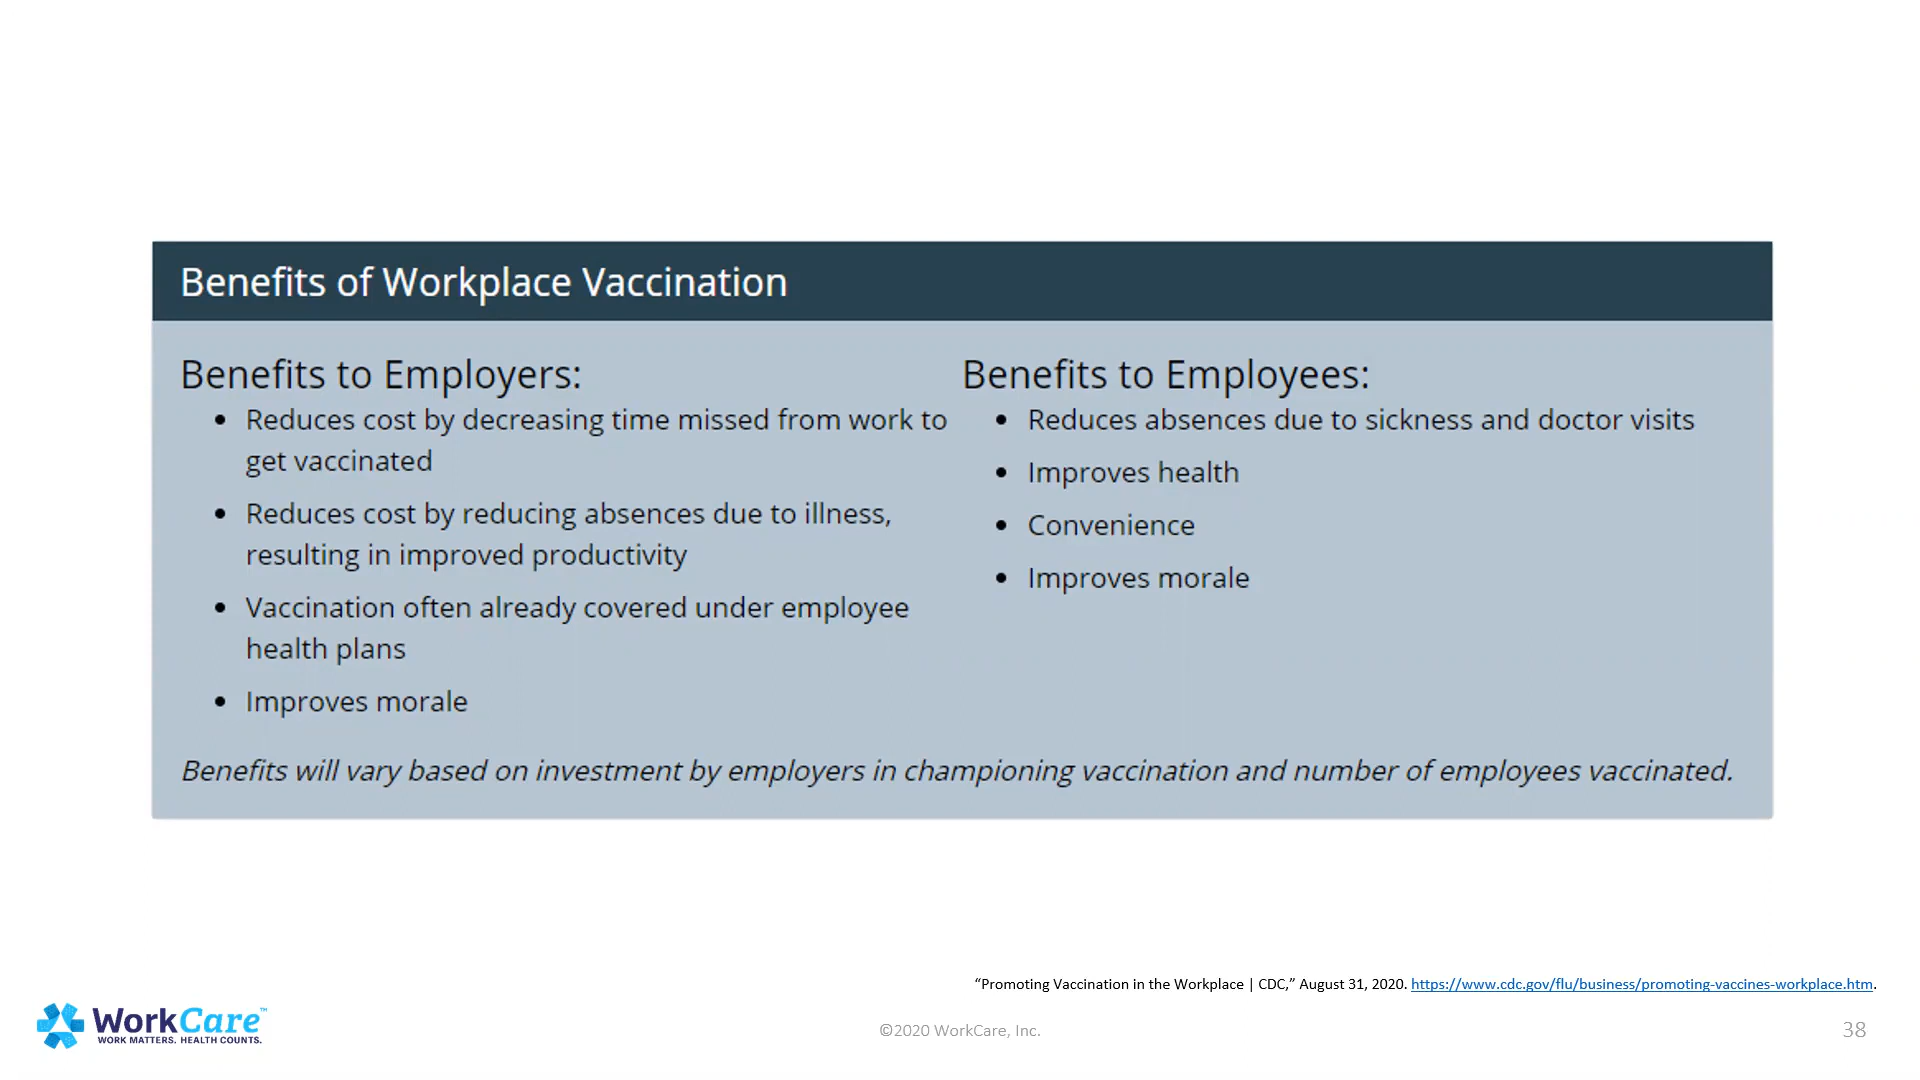 Benefits of Workplace Vaccination
Benefits to Employers:
• Reduces cost by decreasing time missed from work to
get vaccinated
• Reduces cost by reducing absences due to illness,
resulting in improved productivity
• Vaccination often already covered under employee
health plans
• Improves morale
Benefits to Employees:
• Reduces absences due to sickness and doctor visits
• Improves health
• Convenience
• Improves morale
Benefits will vary based on investment by employers in championing vaccination and number of employees vaccinated.
“Promoting Vaccination in the Workplace | CDC,” August 31, 2020. https://www.cdc.gov/flu/business/promoting-vaccines-workplace.htm.
WorkCare™
WORK MATTERS. HEALTH COUNTS.
©2020 WorkCare, Inc.
38